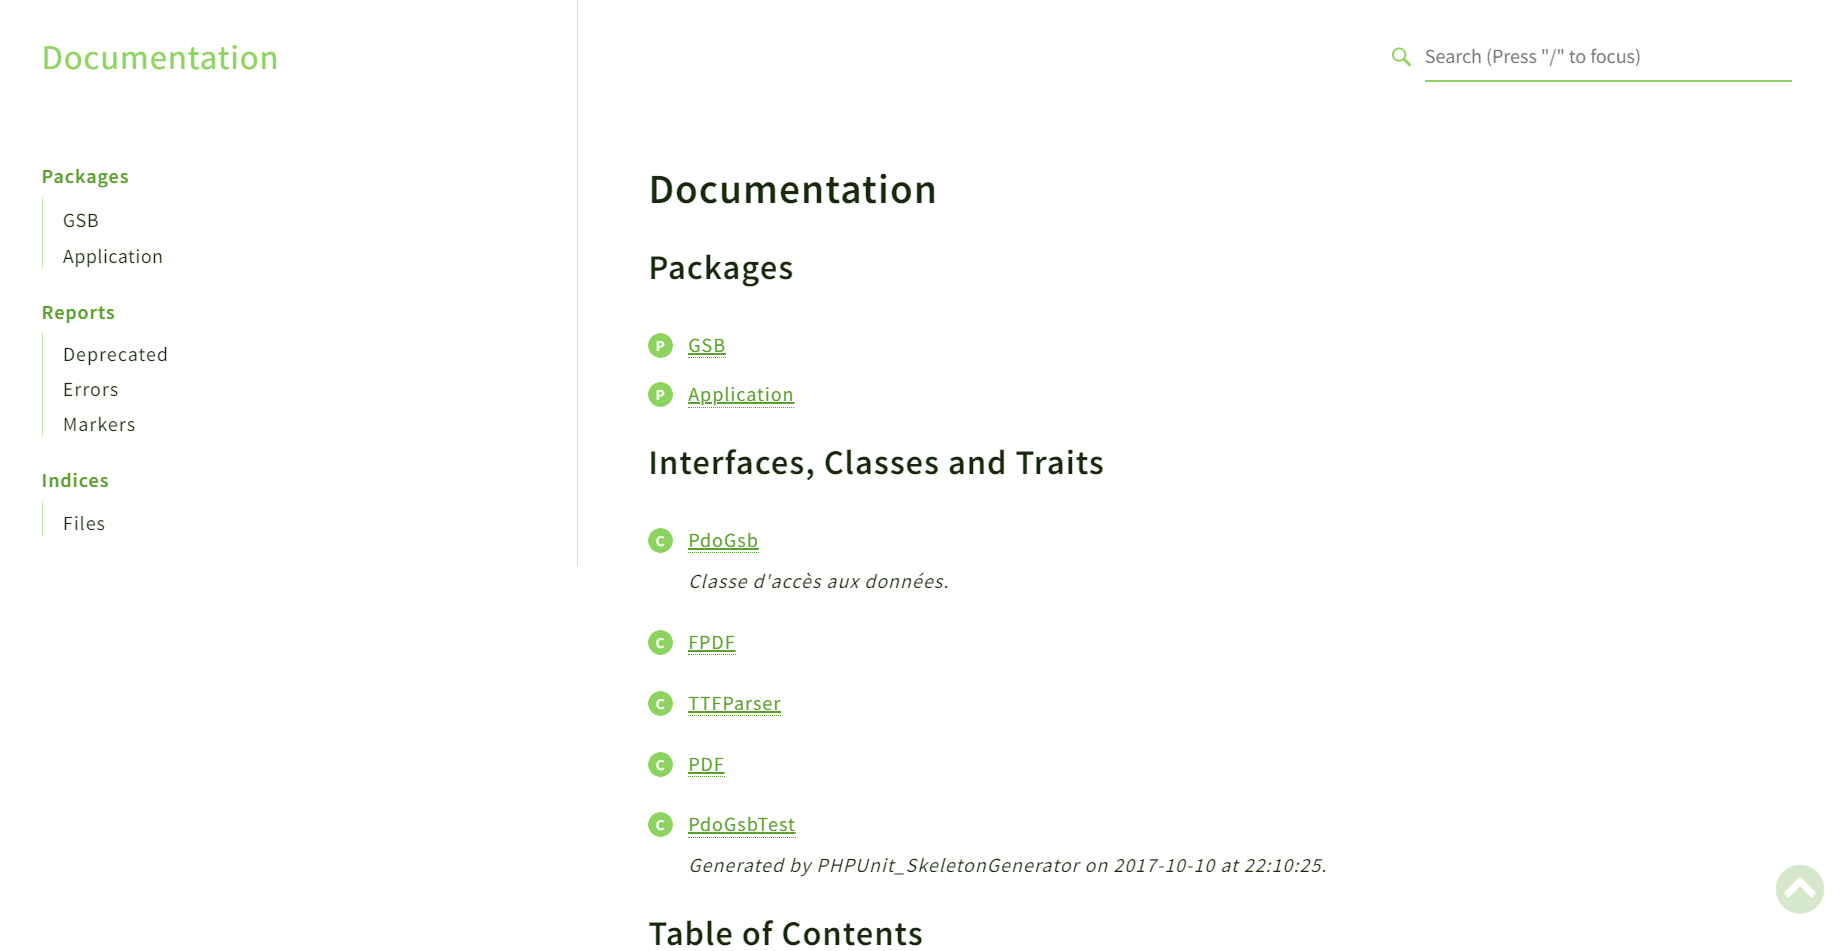 Documentation
Search (Press "/" to focus)
Packages
GSB
Application
Reports
Deprecated
Errors
Markers
Indices
Files
Documentation
Packages
P GSB
P Application
Interfaces, Classes and Traits
C PdoGsb
Classe d'accès aux données.
C FPDF
C TTFParser
C PDF
C PdoGsbTest
Generated by PHPUnit_SkeletonGenerator on 2017-10-10 at 22:10:25.
Table of Contents